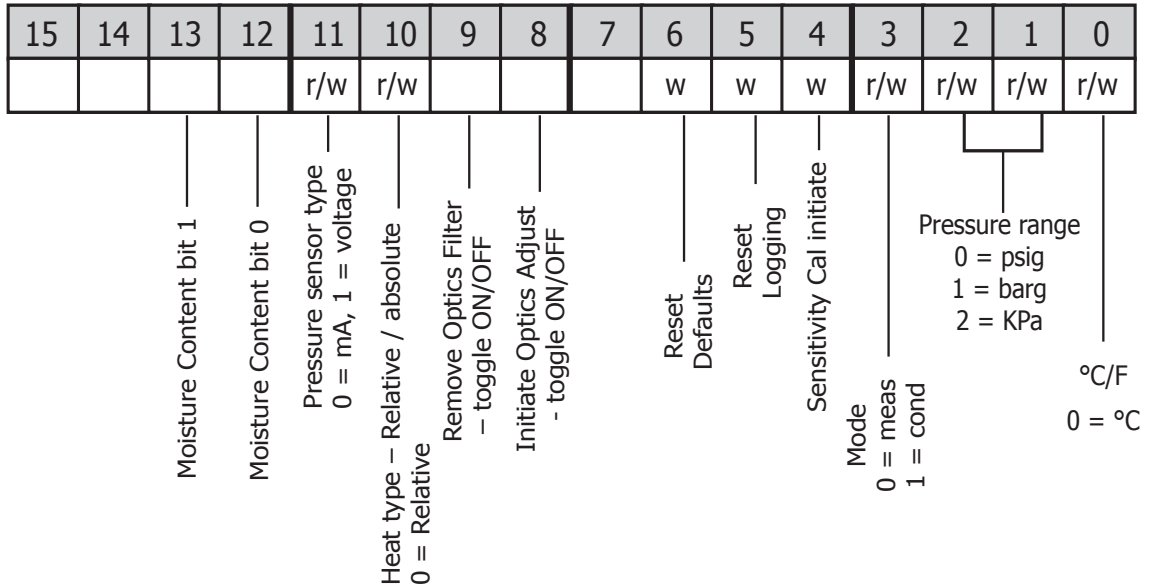 15 14 13 12 11 10 9 8 7 6 5 4 3 2 1 0
r/w r/w w w w r/w r/w r/w r/w
Moisture Content bit 1
Moisture Content bit 0
Pressure sensor type
0 = mA, 1 = voltage
Heat type – Relative / absolute
0 = Relative
Remove Optics Filter
– toggle ON/OFF
Initiate Optics Adjust
- toggle ON/OFF
Reset
Defaults
Reset
Logging
Sensitivity Cal initiate
Mode
0 = meas
1 = cond
Pressure range
0 = psig
1 = barg
2 = KPa
°C/F
0 = °C